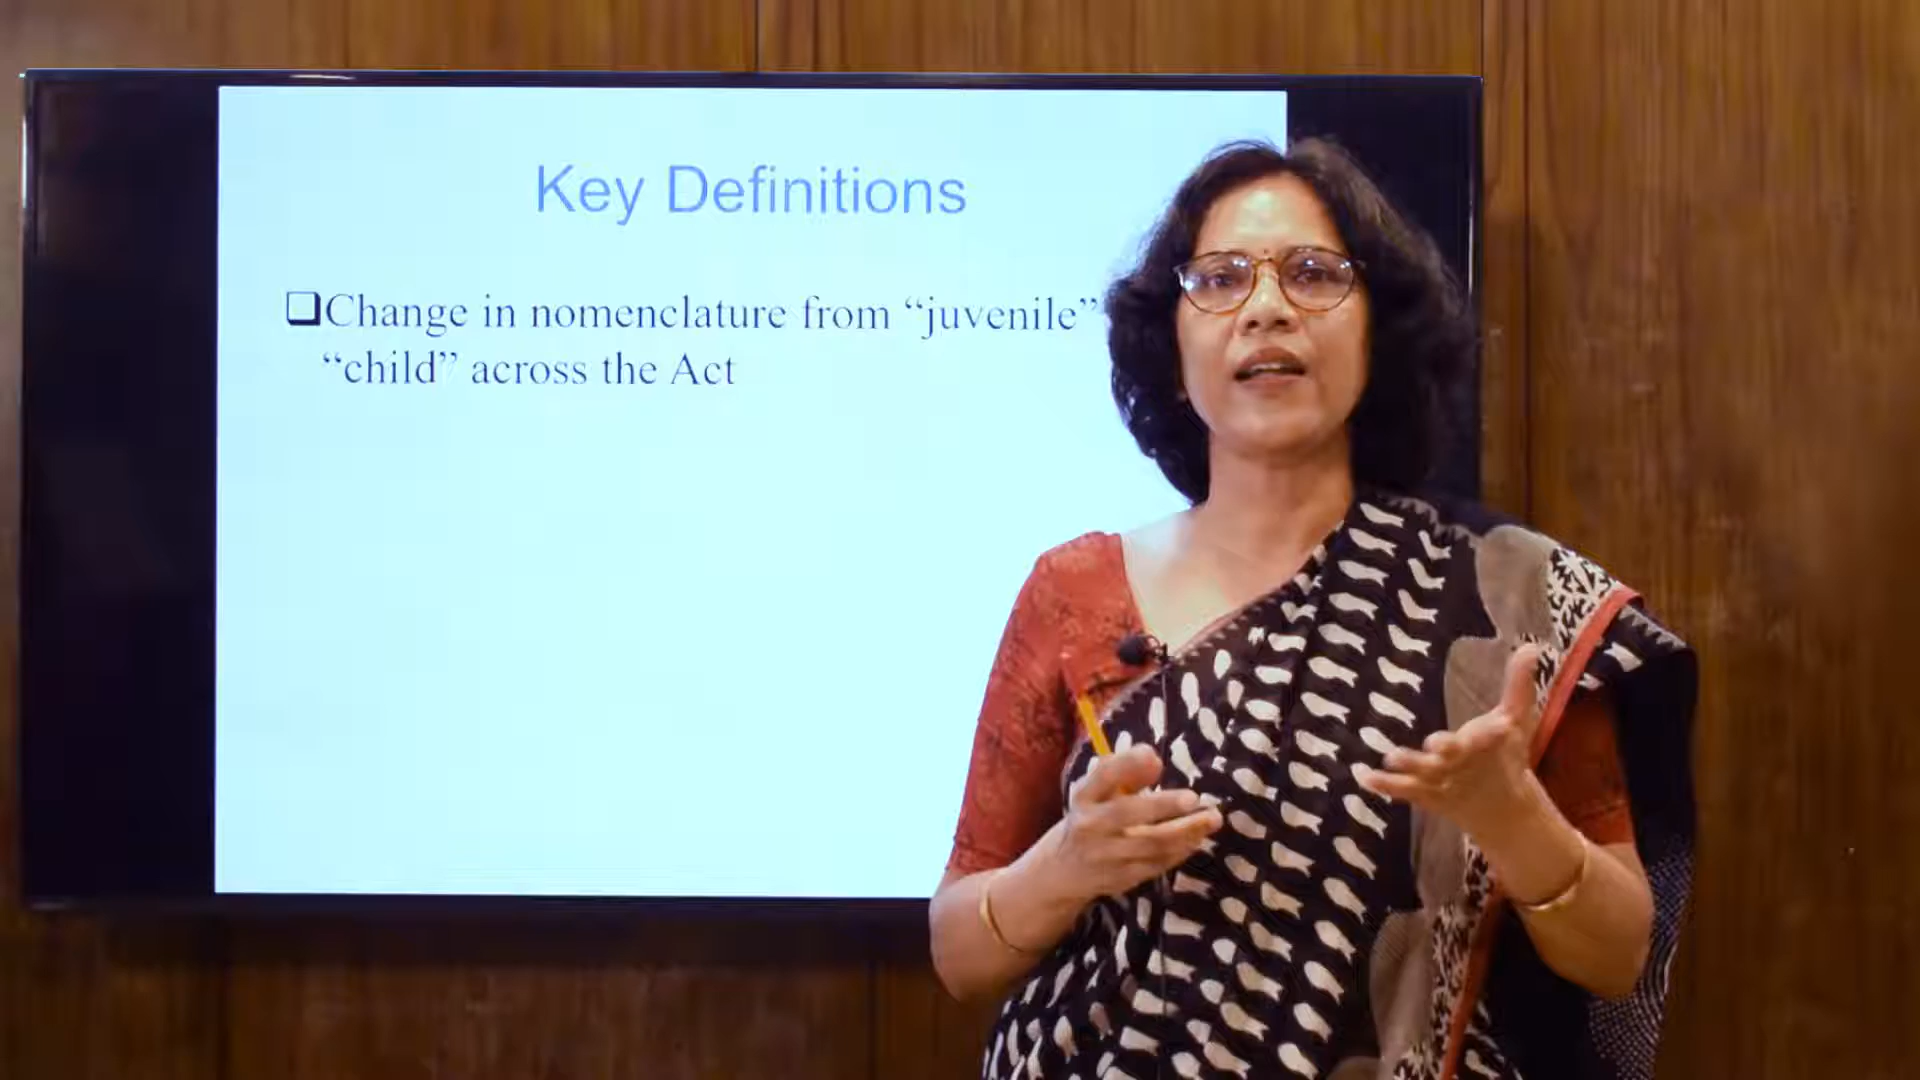 Key Definitions
❑Change in nomenclature from “juvenile”
“child” across the Act